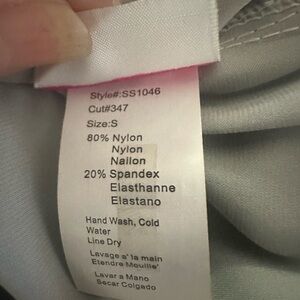 Style#:SS1046
Cut#347
Size:S
80% Nylon
Nylon
Nailon
20% Spandex
Elasthanne
Elastano
Hand Wash, Cold
Water
Line Dry
Lavage a' la main
Etendre Mouille'
Lavar a Mano
Secar Colgado